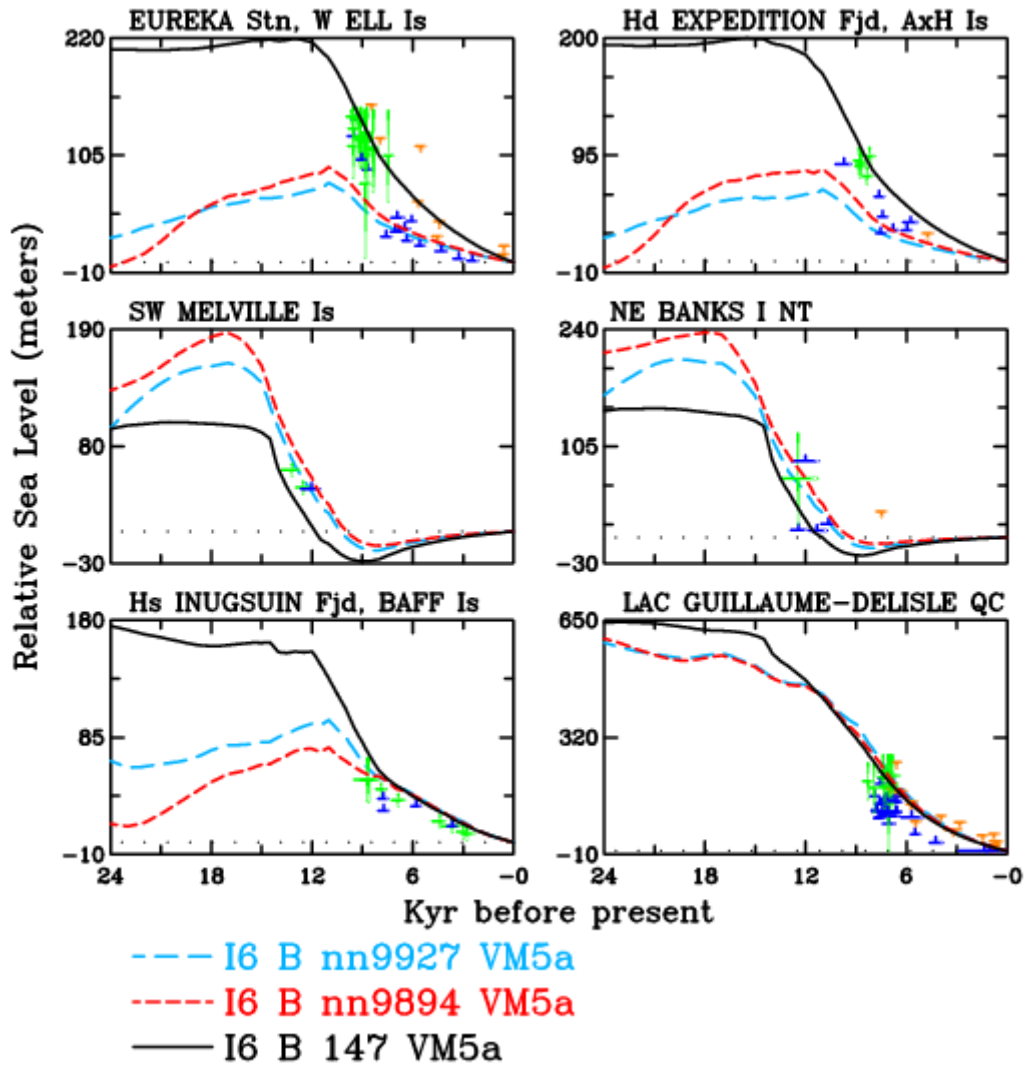 EUREKA Stn, W ELL Is
Hd EXPEDITION Fjd, AxH Is
220
105
-10
200
95
-10
SW MELVILLE Is
NE BANKS I NT
190
80
-30
240
105
-30
Hs INUGSUIN Fjd, BAFF Is
LAC GUILLAUME-DELISLE QC
180
85
-10
650
320
-10
24 18 12 6 -0
24 18 12 6 -0
Relative Sea Level (meters)
Kyr before present
I6 B nn9927 VM5a
I6 B nn9894 VM5a
I6 B 147 VM5a